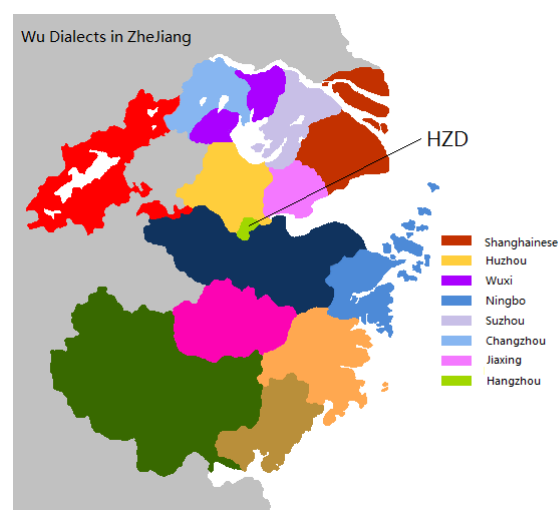 Wu Dialects in ZheJiang
HZD
Shanghainese
Huzhou
Wuxi
Ningbo
Suzhou
Changzhou
Jiaxing
Hangzhou